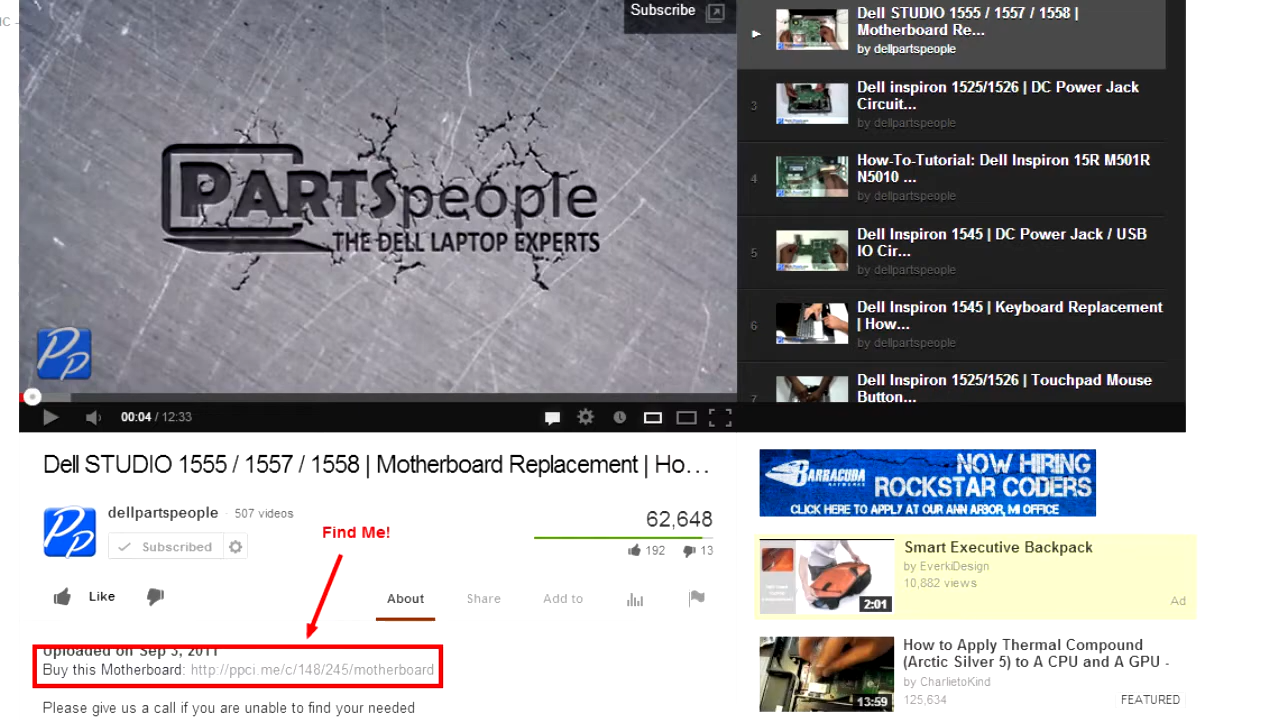 IC -
Subscribe
PARTSpeople
THE DELL LAPTOP EXPERTS
Pp
00:04 / 12:33
Dell STUDIO 1555 / 1557 / 1558 |
Motherboard Re...
by dellpartspeople
3
Dell inspiron 1525/1526 | DC Power Jack
Circuit...
by dellpartspeople
4
How-To-Tutorial: Dell Inspiron 15R M501R
N5010 ...
by dellpartspeople
5
Dell Inspiron 1545 | DC Power Jack / USB
IO Cir...
by dellpartspeople
6
Dell Inspiron 1545 | Keyboard Replacement
| How...
by dellpartspeople
7
Dell Inspiron 1525/1526 | Touchpad Mouse
Button...
Dell STUDIO 1555 / 1557 / 1558 | Motherboard Replacement | Ho...
Pp
dellpartspeople · 507 videos
Subscribed
62,648
192 13
Find Me!
Like
About Share Add to
Uploaded on Sep 3, 2011
Buy this Motherboard: http://ppci.me/c/148/245/motherboard
Please give us a call if you are unable to find your needed
BARRACUDA
NETWORKS
NOW HIRING
ROCKSTAR CODERS
CLICK HERE TO APPLY AT OUR ANN ARBOR, MI OFFICE
Smart Executive Backpack
by EverkiDesign
10,882 views
Ad
2:01
How to Apply Thermal Compound
(Arctic Silver 5) to A CPU and A GPU -
by CharlietoKind
125,634 FEATURED
13:59